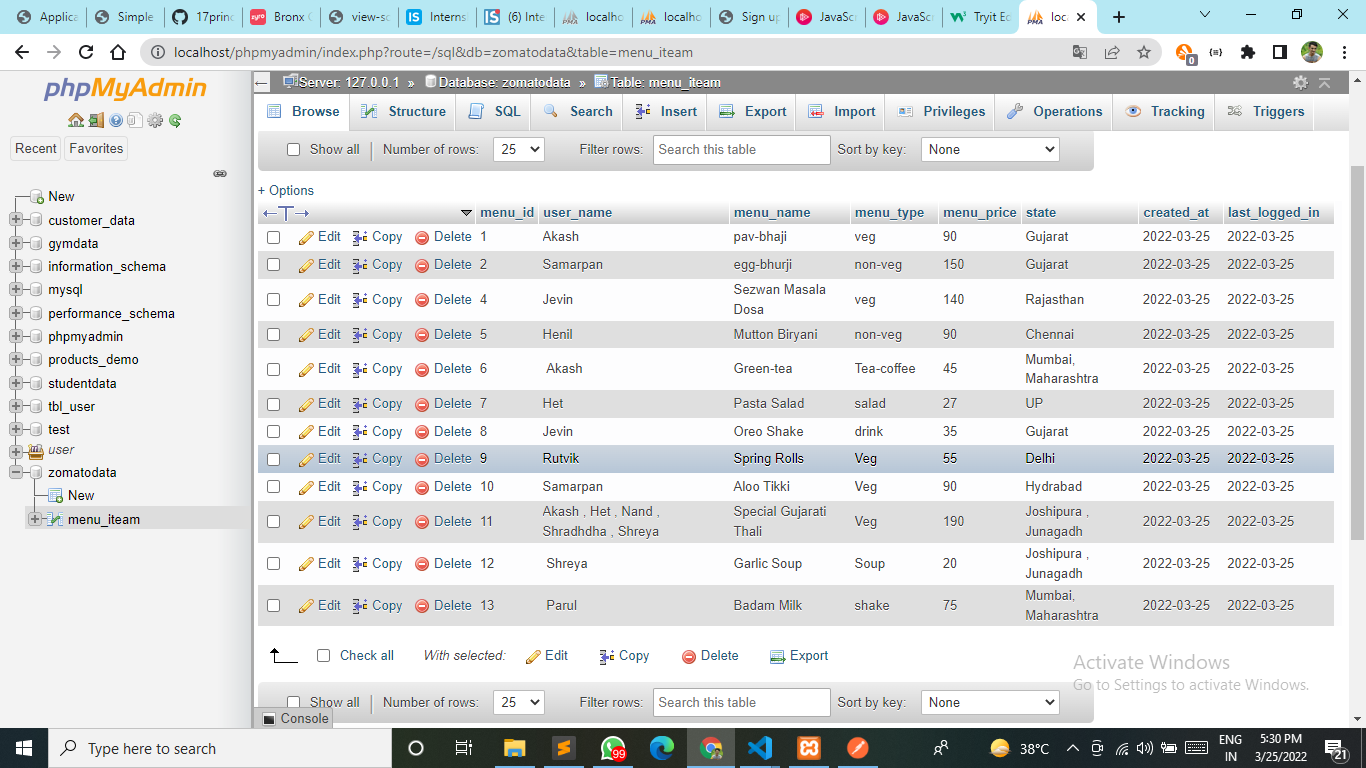 Applica
Simple
17princ
Bronx C
view-sc
Interns
(6) Inte
localho
localho
Sign up
JavaScr
JavaScr
Tryit Ed
loca
localhost/phpmyadmin/index.php?route=/sql&db=zomatodata&table=menu_iteam
0
phpMyAdmin
Recent Favorites
New
customer_data
gymdata
information_schema
mysql
performance_schema
phpmyadmin
products_demo
studentdata
tbl_user
test
user
zomatodata
New
menu_iteam
Server: 127.0.0.1 » Database: zomatodata » Table: menu_iteam
Browse Structure SQL Search Insert Export Import Privileges Operations Tracking Triggers
Show all Number of rows: 25 Filter rows: Search this table Sort by key: None
+ Options
menu_id user_name menu_name menu_type menu_price state created_at last_logged_in
Edit Copy Delete 1 Akash pav-bhaji veg 90 Gujarat 2022-03-25 2022-03-25
Edit Copy Delete 2 Samarpan egg-bhurji non-veg 150 Gujarat 2022-03-25 2022-03-25
Edit Copy Delete 4 Jevin Sezwan Masala Dosa veg 140 Rajasthan 2022-03-25 2022-03-25
Edit Copy Delete 5 Henil Mutton Biryani non-veg 90 Chennai 2022-03-25 2022-03-25
Edit Copy Delete 6 Akash Green-tea Tea-coffee 45 Mumbai, Maharashtra 2022-03-25 2022-03-25
Edit Copy Delete 7 Het Pasta Salad salad 27 UP 2022-03-25 2022-03-25
Edit Copy Delete 8 Jevin Oreo Shake drink 35 Gujarat 2022-03-25 2022-03-25
Edit Copy Delete 9 Rutvik Spring Rolls Veg 55 Delhi 2022-03-25 2022-03-25
Edit Copy Delete 10 Samarpan Aloo Tikki Veg 90 Hydrabad 2022-03-25 2022-03-25
Edit Copy Delete 11 Akash , Het , Nand , Shradhdha , Shreya Special Gujarati Thali Veg 190 Joshipura , Junagadh 2022-03-25 2022-03-25
Edit Copy Delete 12 Shreya Garlic Soup Soup 20 Joshipura , Junagadh 2022-03-25 2022-03-25
Edit Copy Delete 13 Parul Badam Milk shake 75 Mumbai, Maharashtra 2022-03-25 2022-03-25
Check all With selected: Edit Copy Delete Export
Activate Windows
Go to Settings to activate Windows.
Show all Number of rows: 25 Filter rows: Search this table Sort by key: None
Console
Type here to search
99
38°C
ENG
IN
5:30 PM
3/25/2022
21